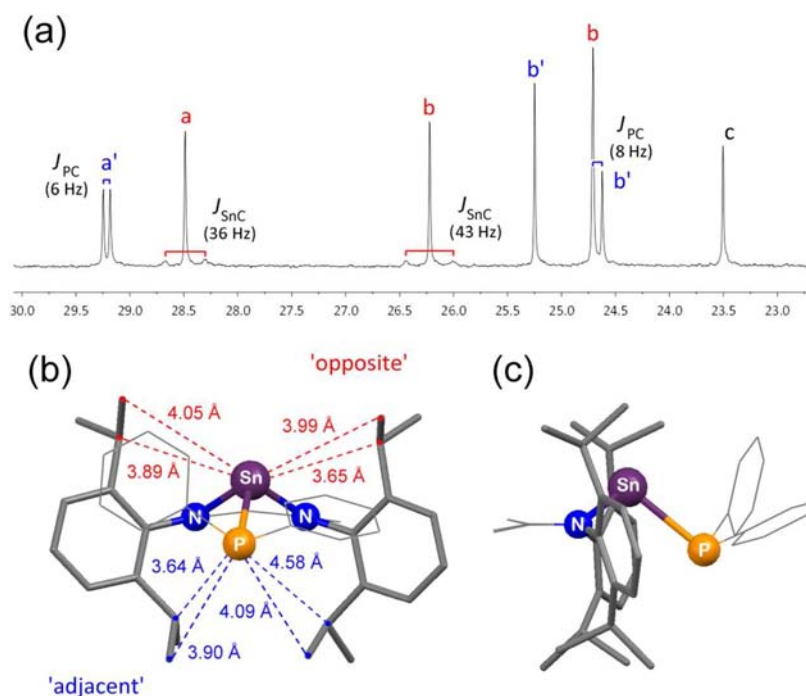 (a)
b
b'
a
b
J_PC
(8 Hz)
J_PC
a'
(6 Hz)
b'
c
J_SnC
(36 Hz)
J_SnC
(43 Hz)
30.0 29.5 29.0 28.5 28.0 27.5 27.0 26.5 26.0 25.5 25.0 24.5 24.0 23.5 23.0
(b)
'opposite'
(c)
4.05 Å
3.99 Å
3.89 Å
3.65 Å
Sn
N
N
P
3.64 Å
4.58 Å
4.09 Å
3.90 Å
'adjacent'
Sn
N
P